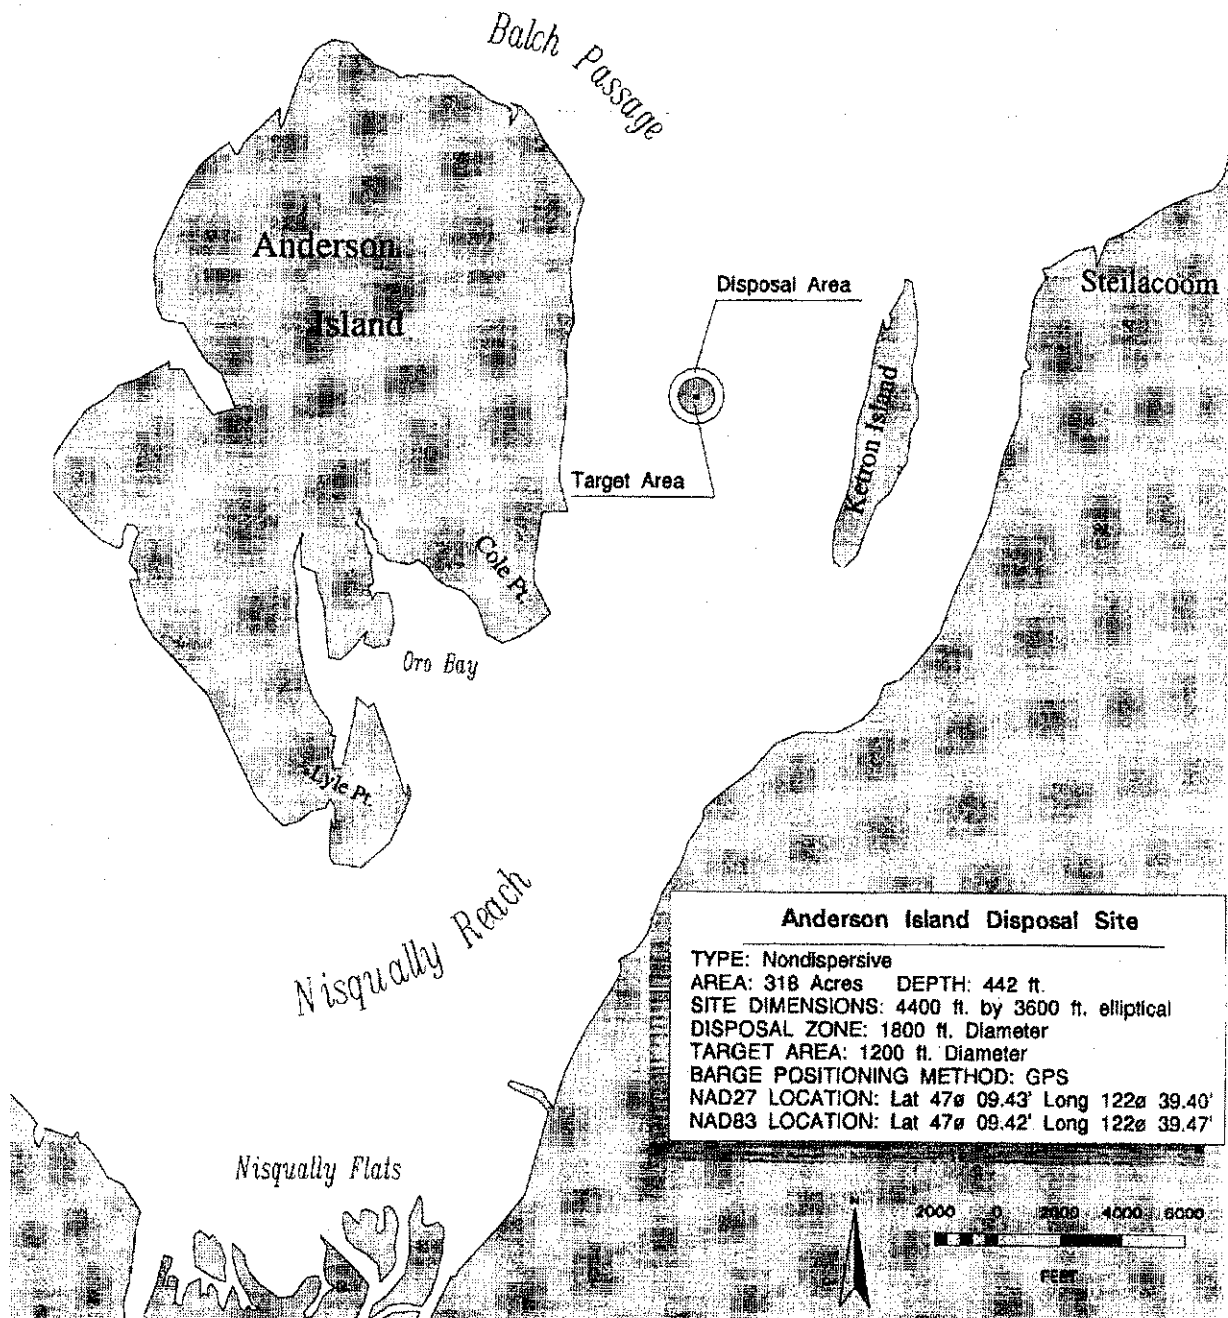 Balch Passage
Anderson
Island
Disposal Area
Steilacoom
Ketron Island
Target Area
Cole Pt.
Oro Bay
Lyle Pt.
Nisqually Reach
Anderson Island Disposal Site
TYPE: Nondispersive
AREA: 318 Acres DEPTH: 442 ft.
SITE DIMENSIONS: 4400 ft. by 3600 ft. elliptical
DISPOSAL ZONE: 1800 ft. Diameter
TARGET AREA: 1200 ft. Diameter
BARGE POSITIONING METHOD: GPS
NAD27 LOCATION: Lat 47ø 09.43' Long 122ø 39.40'
NAD83 LOCATION: Lat 47ø 09.42' Long 122ø 39.47'
Nisqually Flats
N
2000 0 2000 4000 6000
FEET